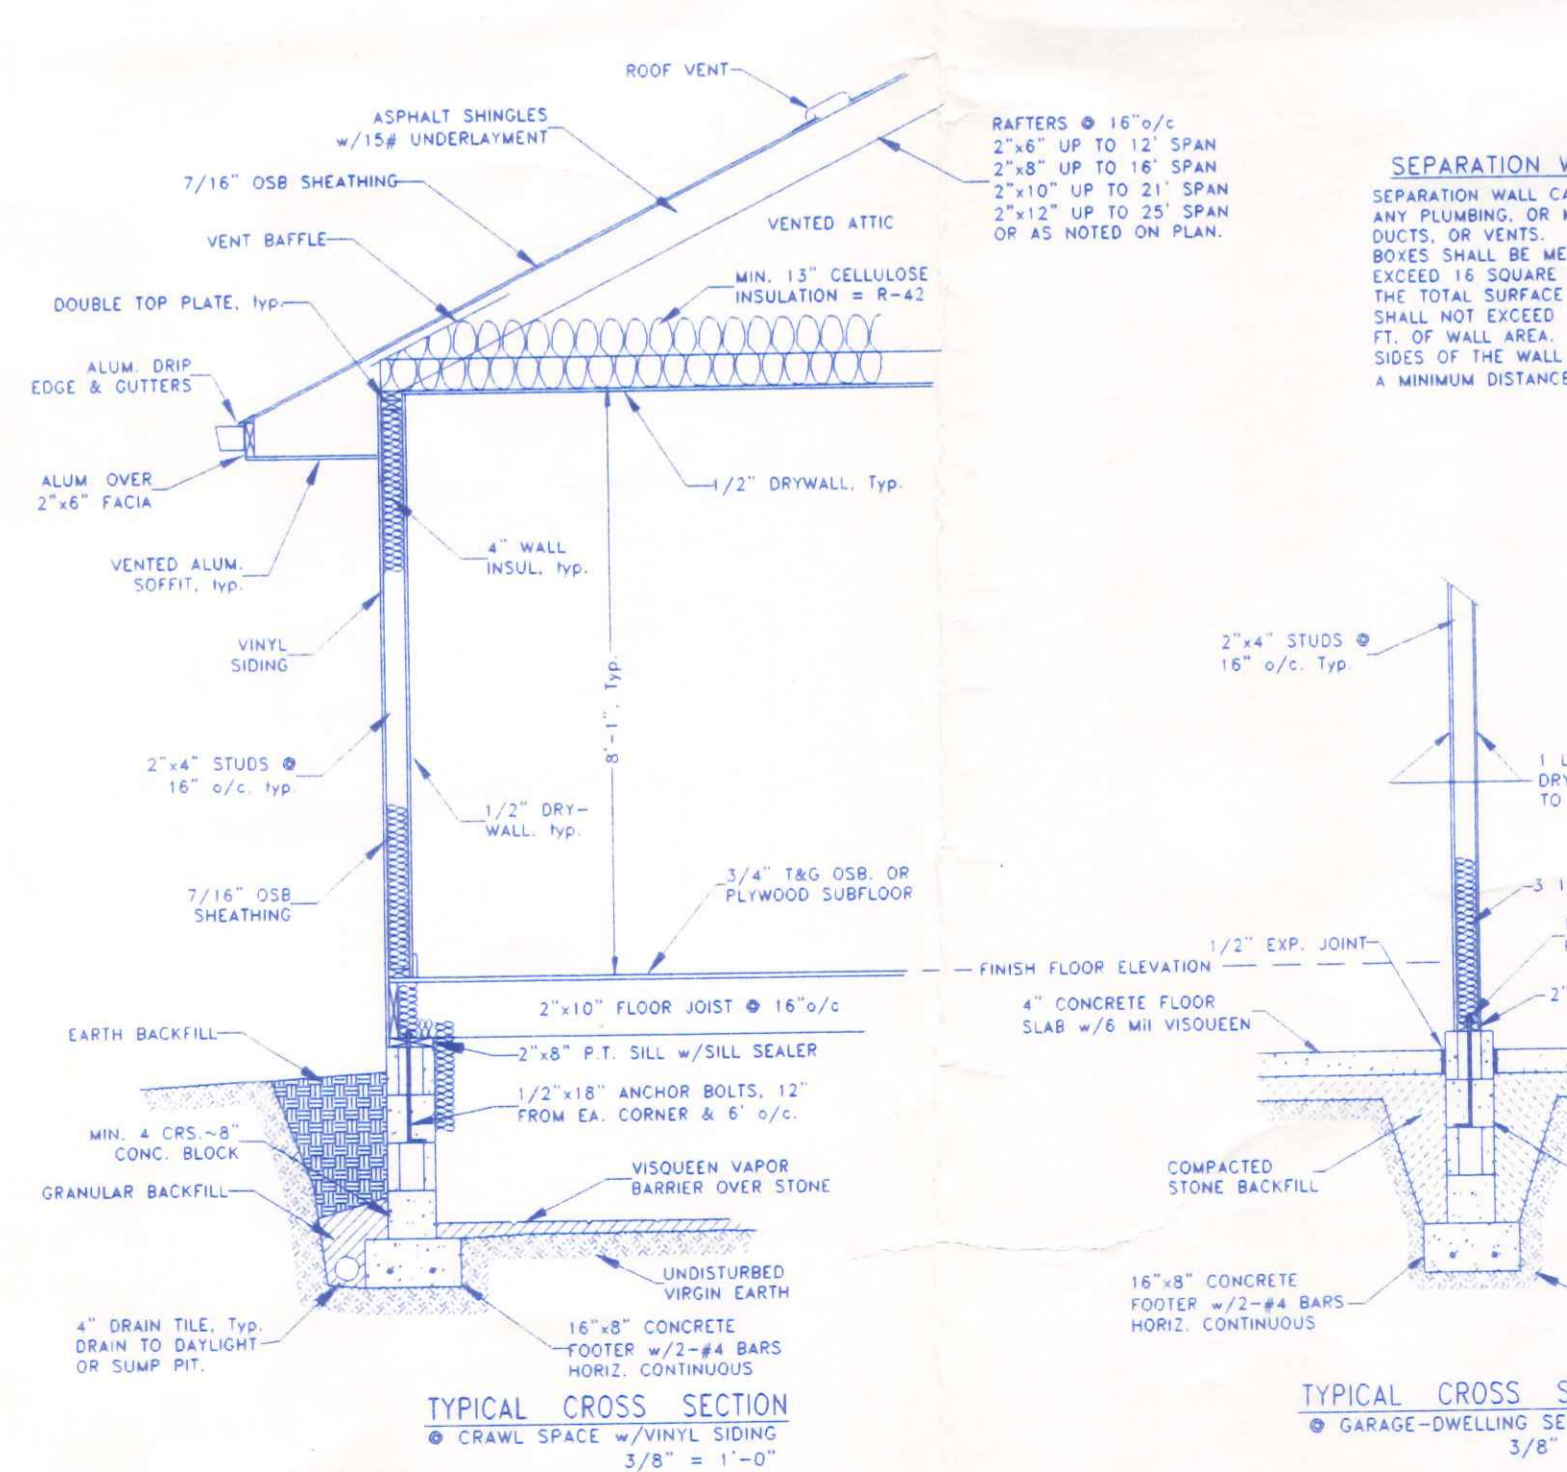 ROOF VENT
ASPHALT SHINGLES
w/15# UNDERLAYMENT
7/16" OSB SHEATHING
VENT BAFFLE
DOUBLE TOP PLATE, typ.
ALUM. DRIP
EDGE & GUTTERS
ALUM. OVER
2"x6" FACIA
VENTED ALUM.
SOFFIT, typ.
VINYL
SIDING
2"x4" STUDS @
16" o/c. typ.
7/16" OSB
SHEATHING
EARTH BACKFILL
MIN. 4 CRS.~8"
CONC. BLOCK
GRANULAR BACKFILL
4" DRAIN TILE, Typ.
DRAIN TO DAYLIGHT
OR SUMP PIT.
RAFTERS @ 16"o/c
2"x6" UP TO 12' SPAN
2"x8" UP TO 16' SPAN
2"x10" UP TO 21' SPAN
2"x12" UP TO 25' SPAN
OR AS NOTED ON PLAN.
VENTED ATTIC
MIN. 13" CELLULOSE
INSULATION = R-42
1/2" DRYWALL, Typ.
4" WALL
INSUL. typ.
8'-1", Typ.
1/2" DRY-
WALL. typ.
3/4" T&G OSB. OR
PLYWOOD SUBFLOOR
FINISH FLOOR ELEVATION
2"x10" FLOOR JOIST @ 16"o/c
2"x8" P.T. SILL w/SILL SEALER
1/2"x18" ANCHOR BOLTS, 12"
FROM EA. CORNER & 6' o/c.
VISQUEEN VAPOR
BARRIER OVER STONE
UNDISTURBED
VIRGIN EARTH
16"x8" CONCRETE
FOOTER w/2-#4 BARS
HORIZ. CONTINUOUS
TYPICAL CROSS SECTION
@ CRAWL SPACE w/VINYL SIDING
3/8" = 1'-0"
SEPARATION W
SEPARATION WALL CA
ANY PLUMBING, OR
DUCTS, OR VENTS.
BOXES SHALL BE ME
EXCEED 16 SQUARE
THE TOTAL SURFACE
SHALL NOT EXCEED
FT. OF WALL AREA.
SIDES OF THE WALL
A MINIMUM DISTANCE
2"x4" STUDS @
16" o/c. Typ.
1 L
DRY
TO
3 1
1/2" EXP. JOINT
2"
4" CONCRETE FLOOR
SLAB w/6 Mil VISQUEEN
COMPACTED
STONE BACKFILL
16"x8" CONCRETE
FOOTER w/2-#4 BARS
HORIZ. CONTINUOUS
TYPICAL CROSS S
@ GARAGE-DWELLING SE
3/8"